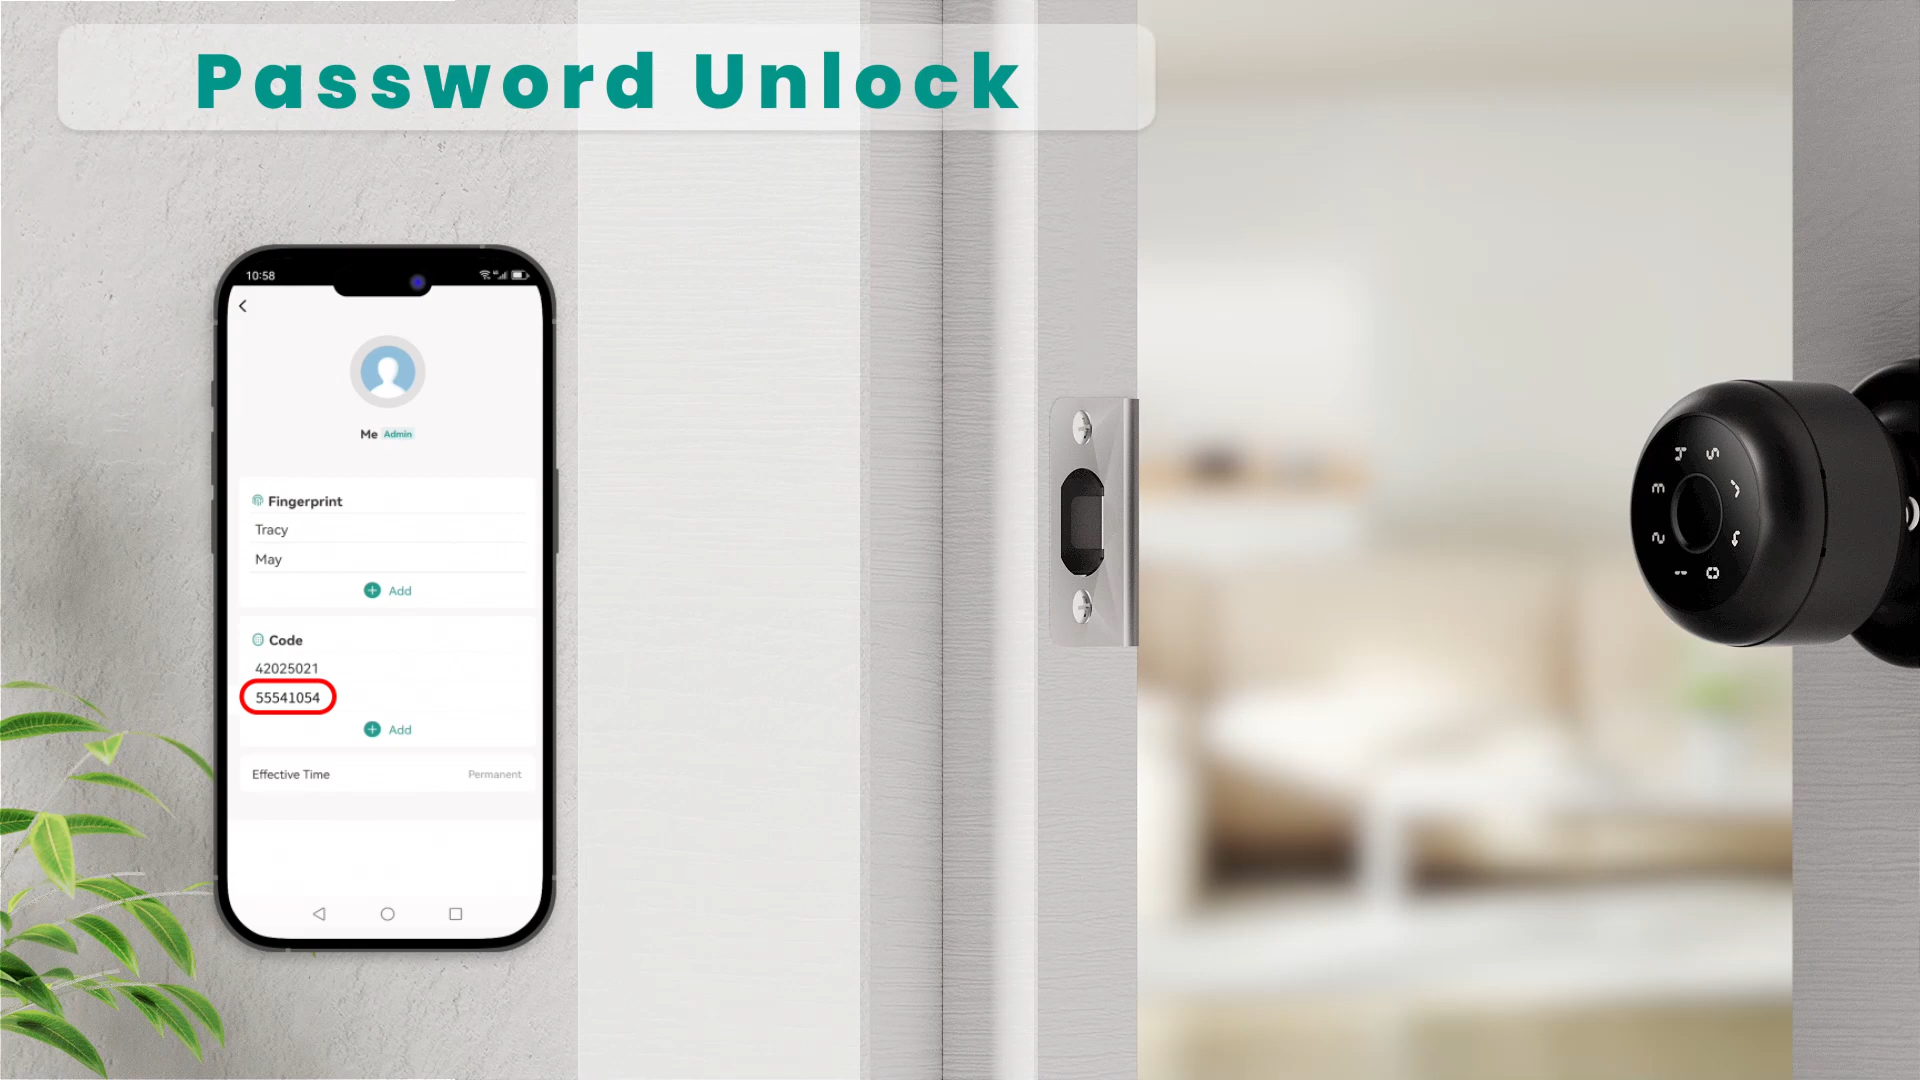 Password Unlock
10:58
Me Admin
Fingerprint
Tracy
May
Add
Code
42025021
55541054
Add
Effective Time Permanent